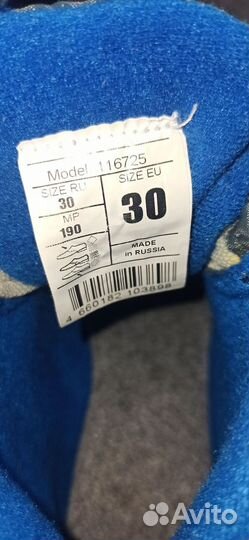 Model 116725
SIZE RU
30
MP
190
SIZE EU
30
MADE
in RUSSIA
4 660182 103898
Avito